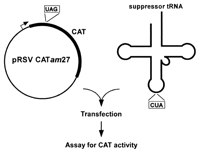 suppressor tRNA
UAG
CAT
pRSV CATam27
CUA
Transfection
Assay for CAT activity